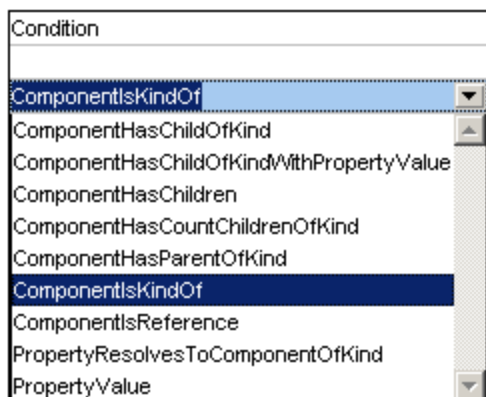 Condition
ComponentIsKindOf
ComponentHasChildOfKind
ComponentHasChildOfKindWithPropertyValue
ComponentHasChildren
ComponentHasCountChildrenOfKind
ComponentHasParentOfKind
ComponentIsKindOf
ComponentIsReference
PropertyResolvesToComponentOfKind
PropertyValue